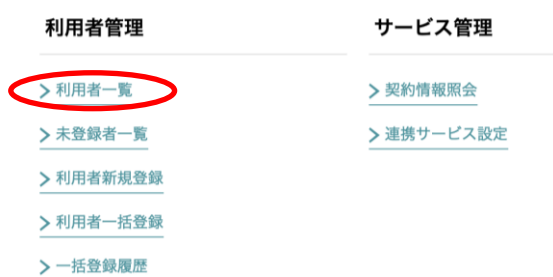 利用者管理
利用者一覧
未登録者一覧
利用者新規登録
利用者一括登録
一括登録履歴
サービス管理
契約情報照会
連携サービス設定